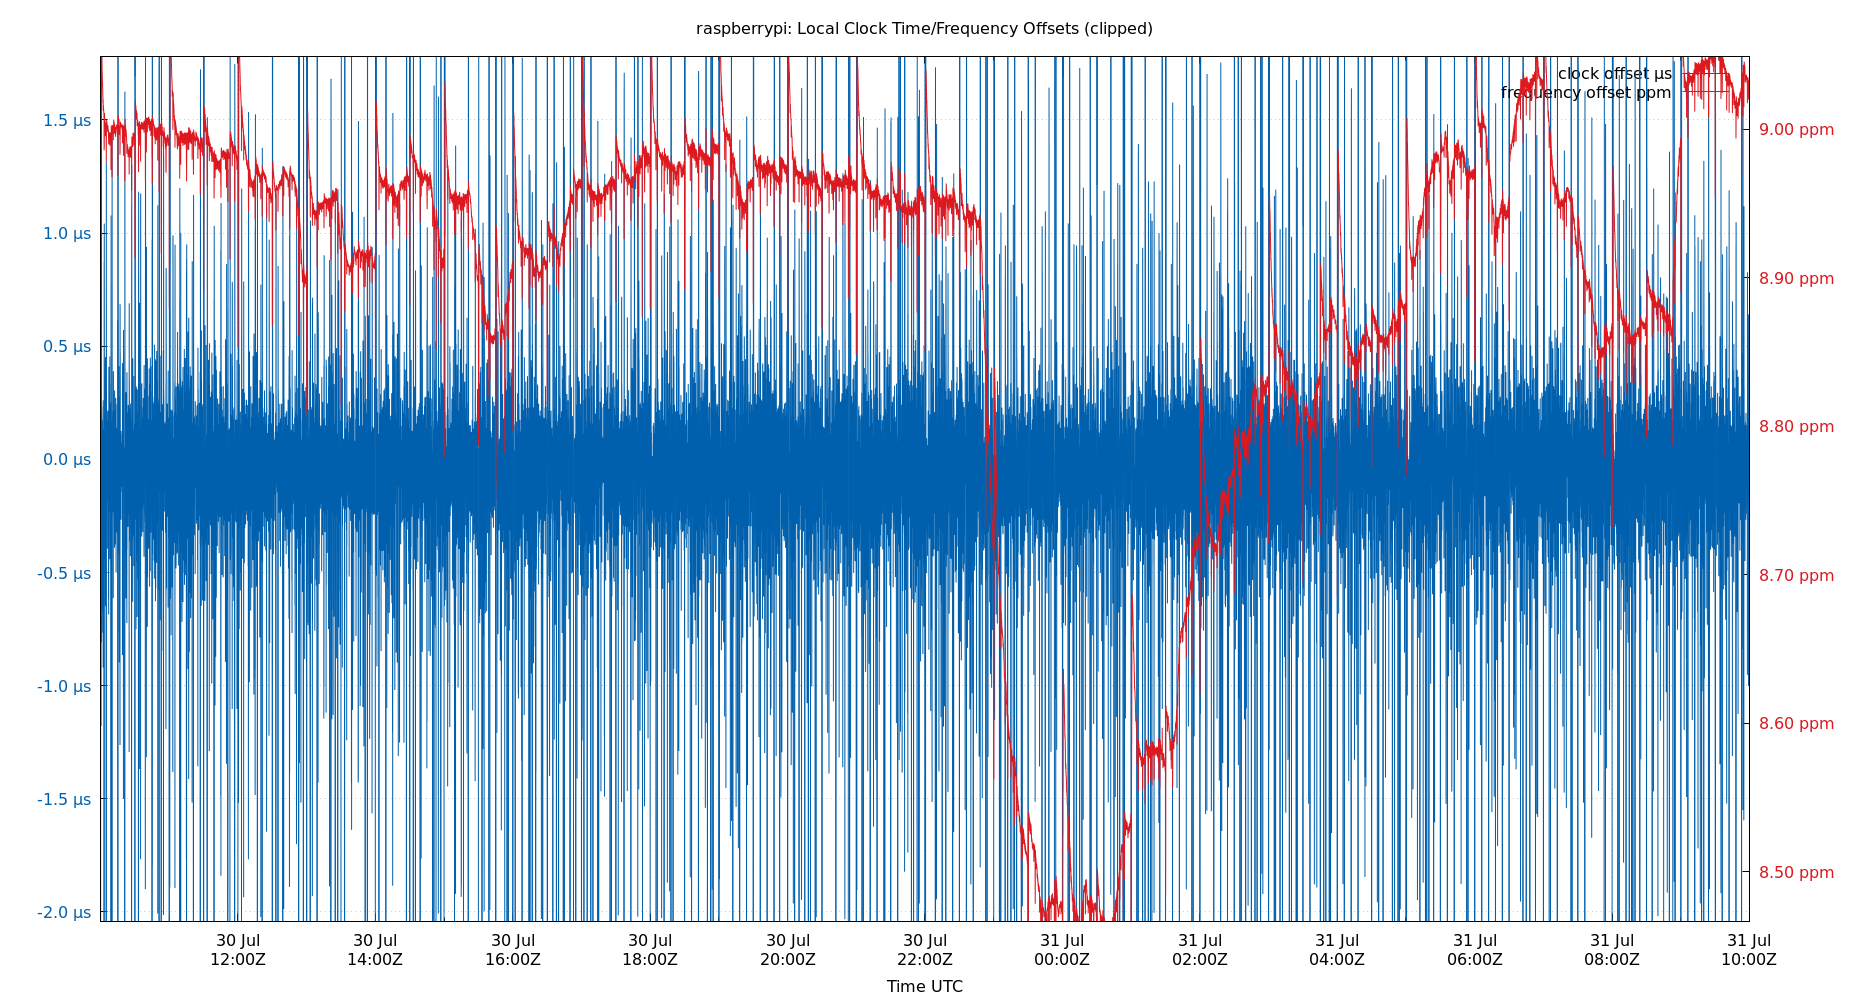 raspberrypi: Local Clock Time/Frequency Offsets (clipped)
clock offset µs
frequency offset ppm
1.5 µs
1.0 µs
0.5 µs
0.0 µs
-0.5 µs
-1.0 µs
-1.5 µs
-2.0 µs
9.00 ppm
8.90 ppm
8.80 ppm
8.70 ppm
8.60 ppm
8.50 ppm
30 Jul 30 Jul 30 Jul 30 Jul 30 Jul 30 Jul 31 Jul 31 Jul 31 Jul 31 Jul 31 Jul 31 Jul
12:00Z 14:00Z 16:00Z 18:00Z 20:00Z 22:00Z 00:00Z 02:00Z 04:00Z 06:00Z 08:00Z 10:00Z
Time UTC